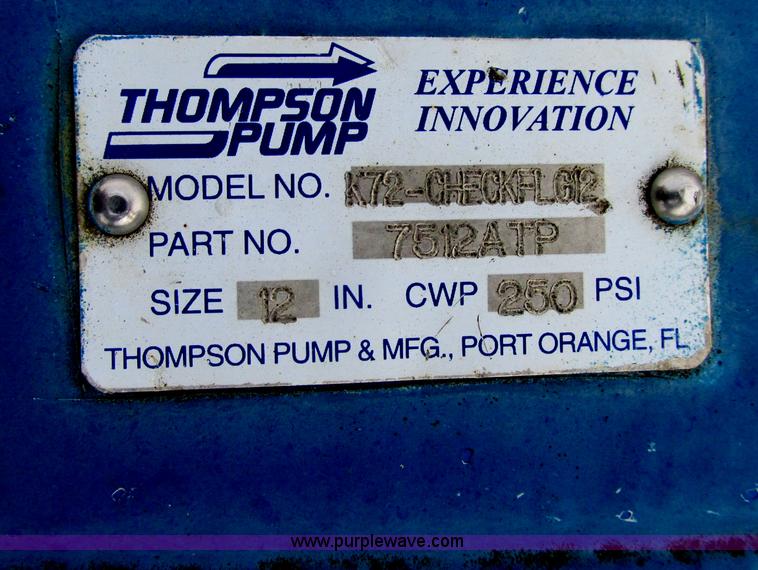 THOMPSON PUMP
EXPERIENCE INNOVATION
MODEL NO. K72-CHECKFLG12
PART NO. 7512ATP
SIZE 12 IN. CWP 250 PSI
THOMPSON PUMP & MFG., PORT ORANGE, FL
www.purplewave.com